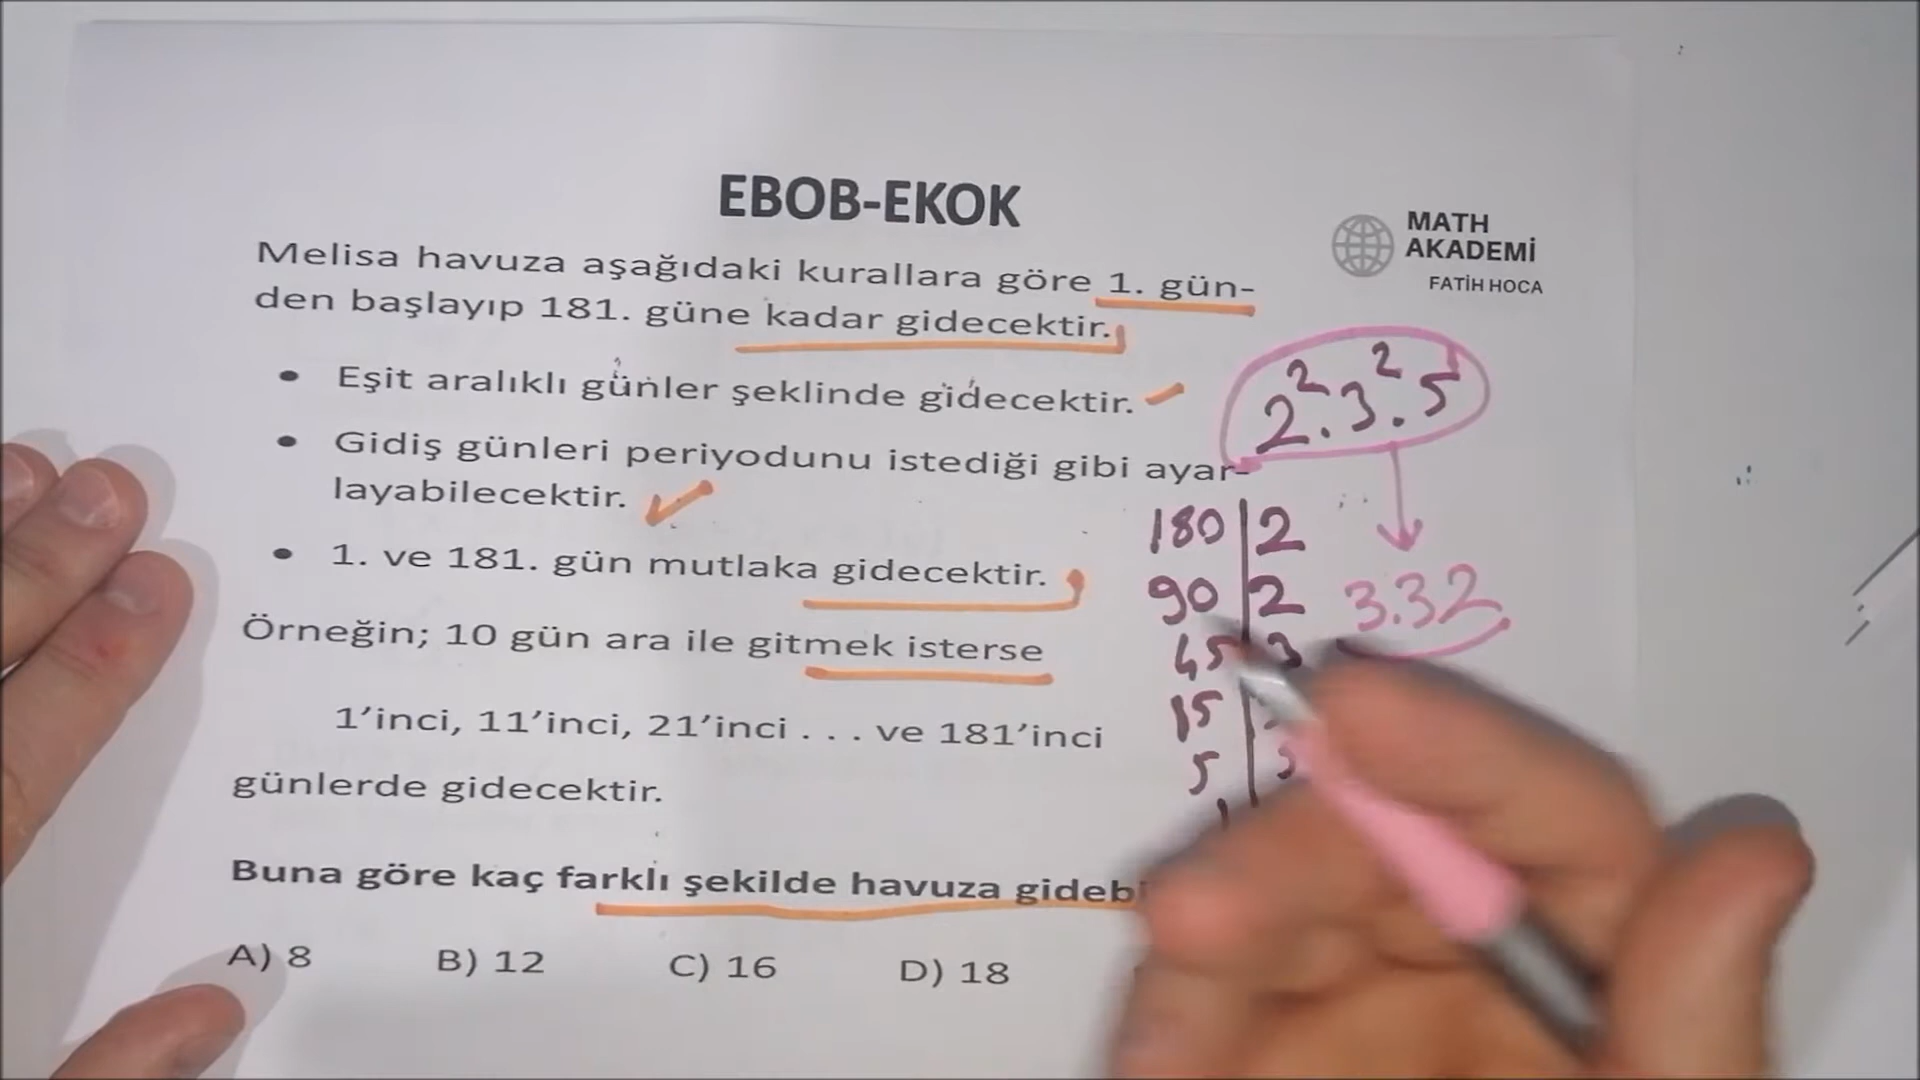 EBOB-EKOK
MATH
AKADEMİ
FATİH HOCA
Melisa havuza aşağıdaki kurallara göre 1. gün-
den başlayıp 181. güne kadar gidecektir.
• Eşit aralıklı günler şeklinde gidecektir.
• Gidiş günleri periyodunu istediği gibi ayar-
layabilecektir.
• 1. ve 181. gün mutlaka gidecektir.
Örneğin; 10 gün ara ile gitmek isterse
1’inci, 11’inci, 21’inci . . . ve 181’inci
günlerde gidecektir.
Buna göre kaç farklı şekilde havuza
A) 8 B) 12 C) 16 D) 18
2².3².5¹
180 | 2
90 | 2
45 | 3
15
5
3.3.2